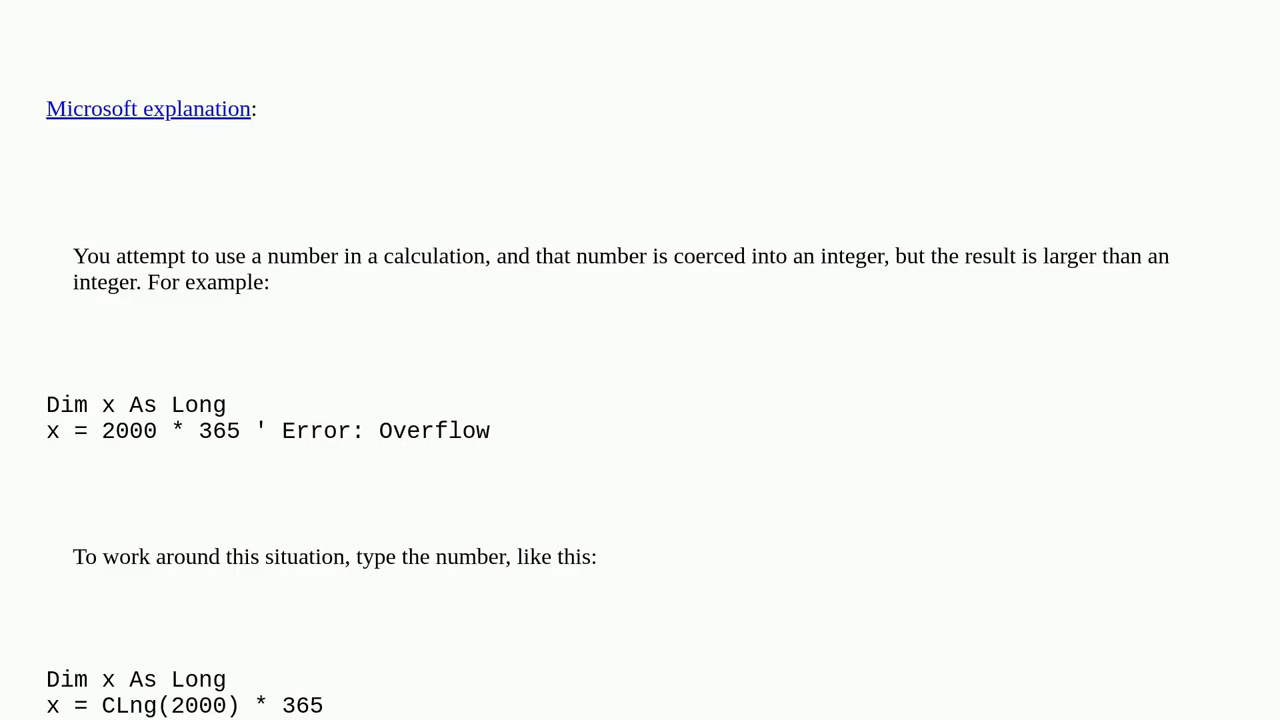 Microsoft explanation:
You attempt to use a number in a calculation, and that number is coerced into an integer, but the result is larger than an
integer. For example:
Dim x As Long
x = 2000 * 365 ' Error: Overflow
To work around this situation, type the number, like this:
Dim x As Long
x = CLng(2000) * 365